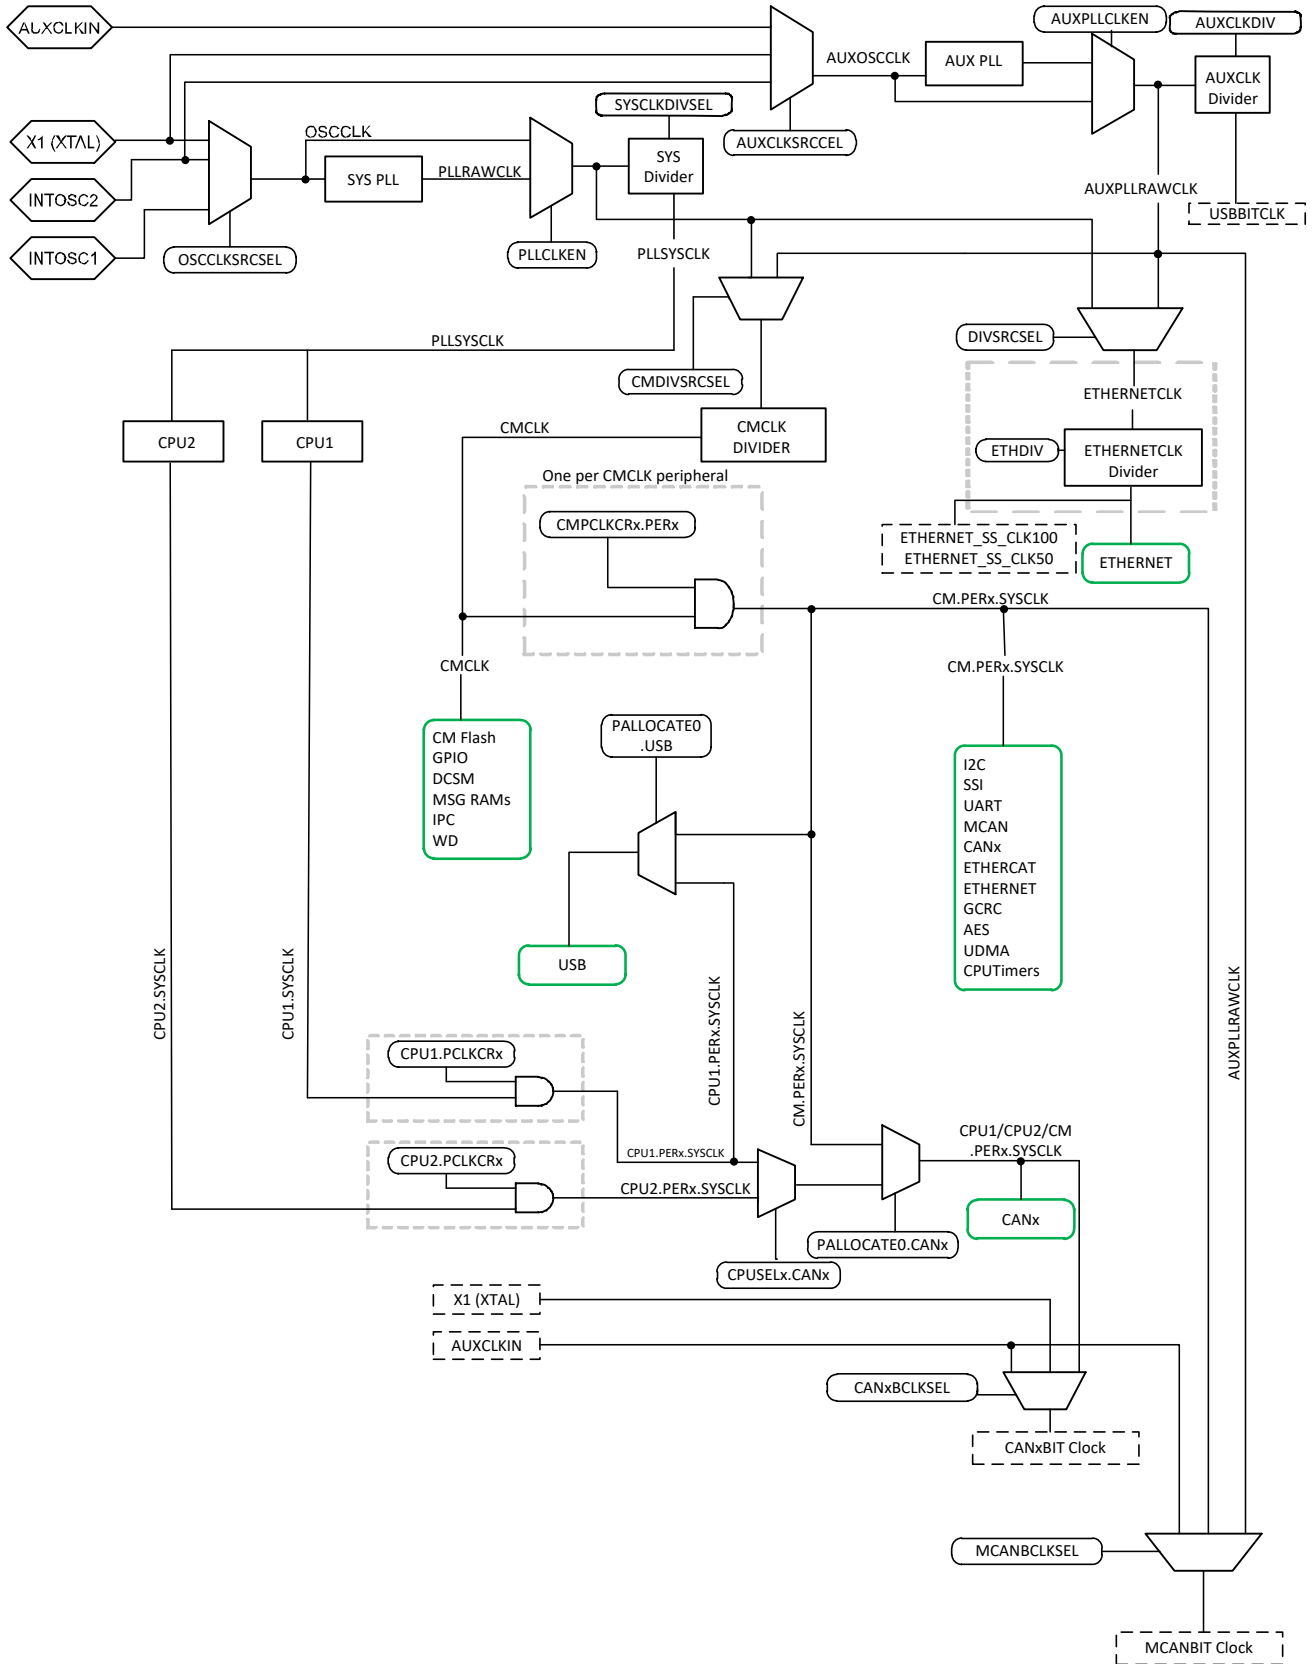 AUXCLKIN
AUXPLLCLKEN
AUXCLKDIV
AUXOSCCLK
AUX PLL
AUXCLK
Divider
SYSCLKDIVSEL
X1 (XTAL)
OSCCLK
AUXCLKSRCCEL
SYS PLL
PLLRAWCLK
SYS
Divider
INTOSC2
AUXPLLRAWCLK
USBBITCLK
INTOSC1
OSCCLKSRCSEL
PLLCLKEN
PLLSYSCLK
PLLSYSCLK
DIVSRCSEL
CMDIVSRCSEL
ETHERNETCLK
CPU2
CPU1
CMCLK
CMCLK
DIVIDER
ETHDIV
ETHERNETCLK
Divider
One per CMCLK peripheral
CMPCLKCRx.PERx
ETHERNET_SS_CLK100
ETHERNET_SS_CLK50
ETHERNET
CM.PERx.SYSCLK
CMCLK
CM.PERx.SYSCLK
PALLOCATE0
.USB
CM Flash
GPIO
DCSM
MSG RAMs
IPC
WD
I2C
SSI
UART
MCAN
CANx
ETHERCAT
ETHERNET
GCRC
AES
UDMA
CPUTimers
USB
CPU2.SYSCLK
CPU1.SYSCLK
CPU1.PERx.SYSCLK
CM.PERx.SYSCLK
AUXPLLRAWCLK
CPU1.PCLKCRx
CPU2.PCLKCRx
CPU1.PERx.SYSCLK
CPU2.PERx.SYSCLK
CPU1/CPU2/CM
.PERx.SYSCLK
CANx
PALLOCATE0.CANx
CPUSELx.CANx
X1 (XTAL)
AUXCLKIN
CANxBCLKSEL
CANxBIT Clock
MCANBCLKSEL
MCANBIT Clock